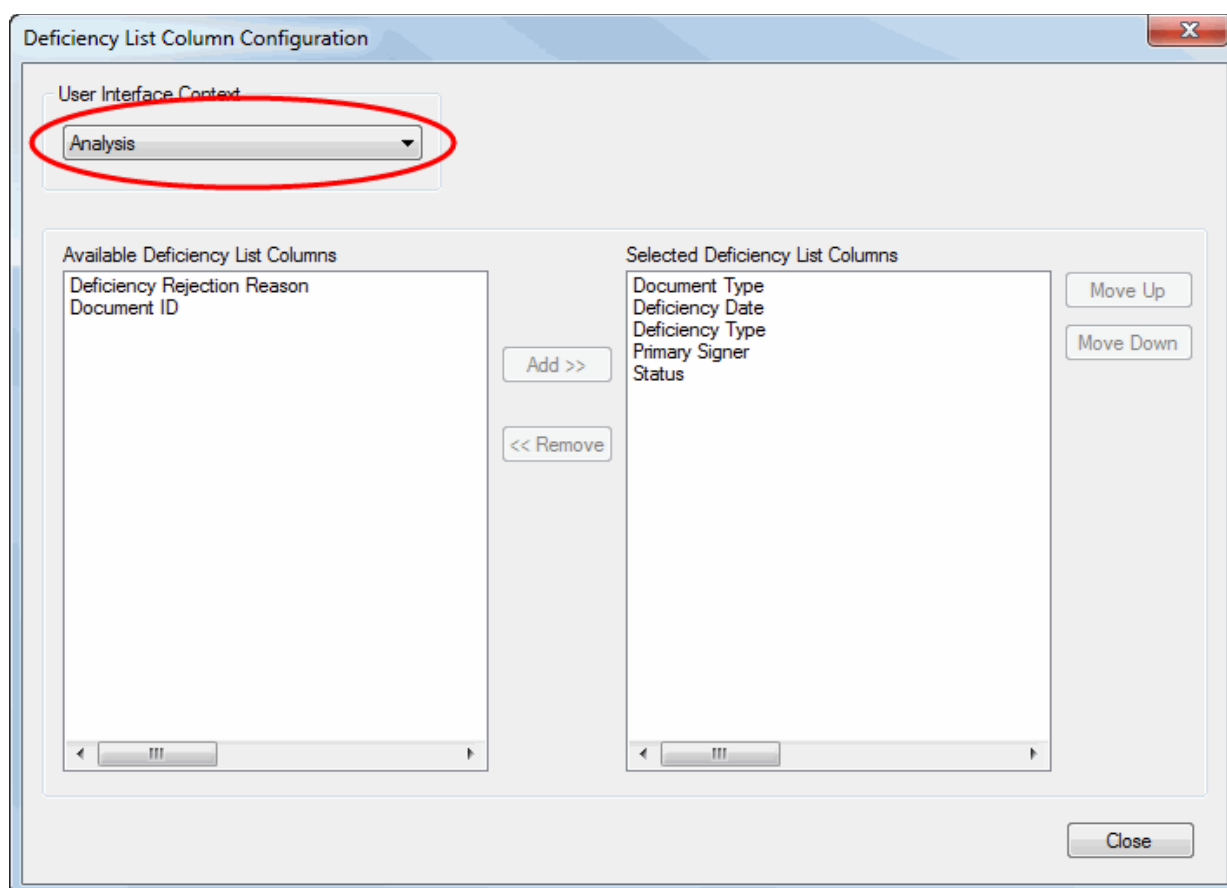 Deficiency List Column Configuration
User Interface Context
Analysis
Available Deficiency List Columns
Deficiency Rejection Reason
Document ID
Add >>
<< Remove
Selected Deficiency List Columns
Document Type
Deficiency Date
Deficiency Type
Primary Signer
Status
Move Up
Move Down
Close